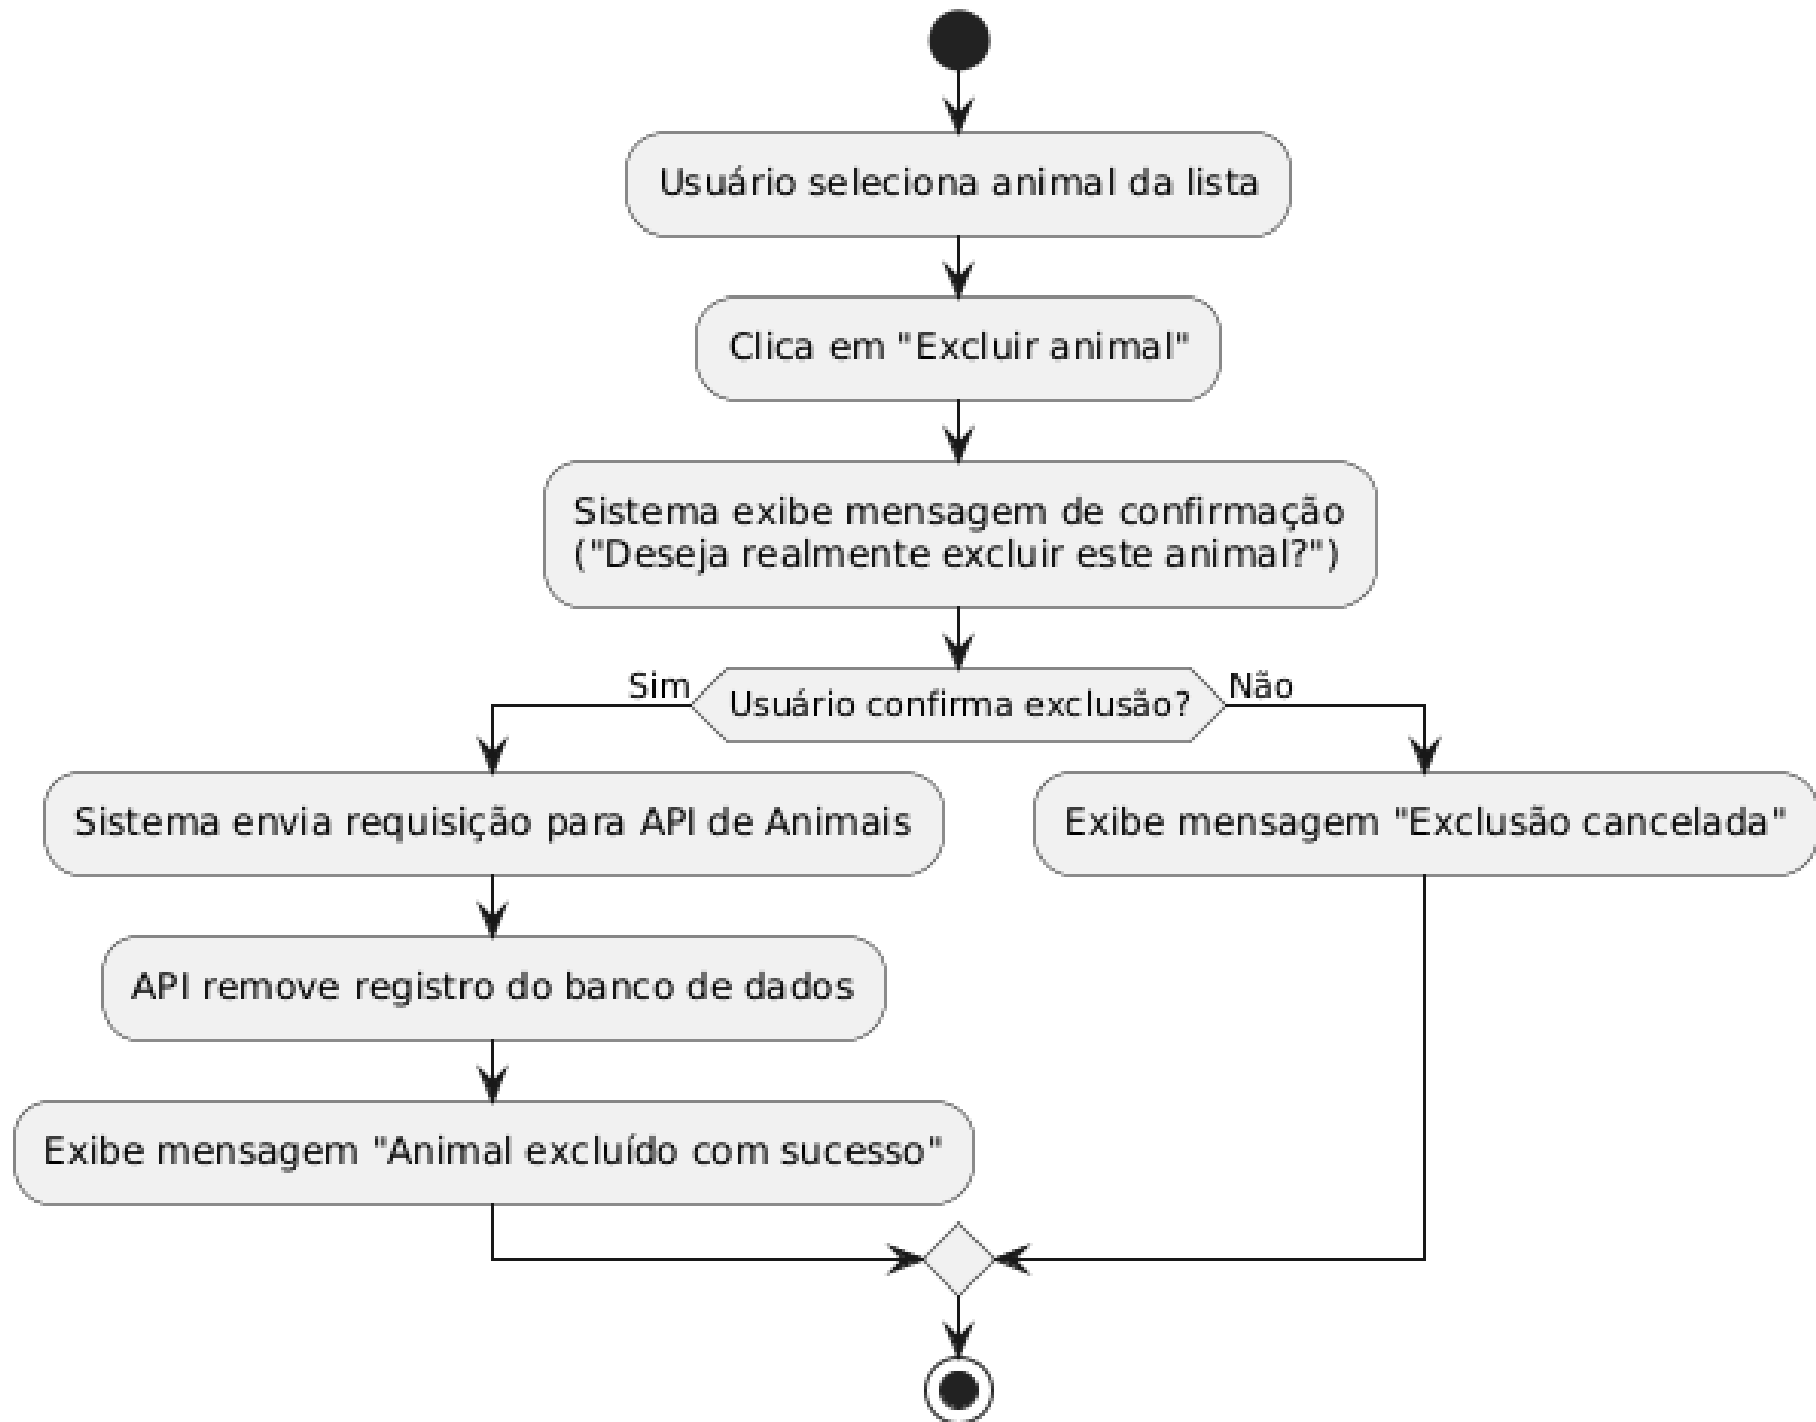 Usuário seleciona animal da lista
Clica em "Excluir animal"
Sistema exibe mensagem de confirmação
("Deseja realmente excluir este animal?")
Sim
Usuário confirma exclusão?
Não
Sistema envia requisição para API de Animais
Exibe mensagem "Exclusão cancelada"
API remove registro do banco de dados
Exibe mensagem "Animal excluído com sucesso"